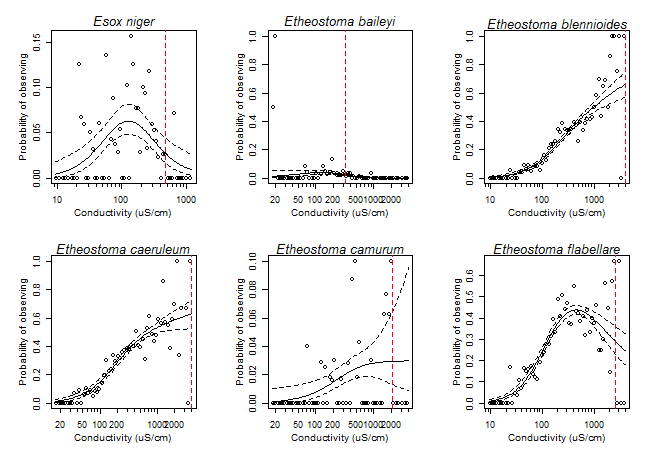 Esox niger
Probability of observing
0.00 0.05 0.10 0.15
10 100 1000
Conductivity (uS/cm)
Etheostoma baileyi
Probability of observing
0.0 0.2 0.4 0.6 0.8 1.0
20 50 100 200 500 1000 2000
Conductivity (uS/cm)
Etheostoma blennioides
Probability of observing
0.0 0.2 0.4 0.6 0.8 1.0
10 100 1000
Conductivity (uS/cm)
Etheostoma caeruleum
Probability of observing
0.0 0.2 0.4 0.6 0.8 1.0
20 50 100 200 500 1000 2000
Conductivity (uS/cm)
Etheostoma camurum
Probability of observing
0.00 0.02 0.04 0.06 0.08 0.10
20 50 100 200 500 1000 2000
Conductivity (uS/cm)
Etheostoma flabellare
Probability of observing
0.0 0.1 0.2 0.3 0.4 0.5 0.6
10 100 1000
Conductivity (uS/cm)